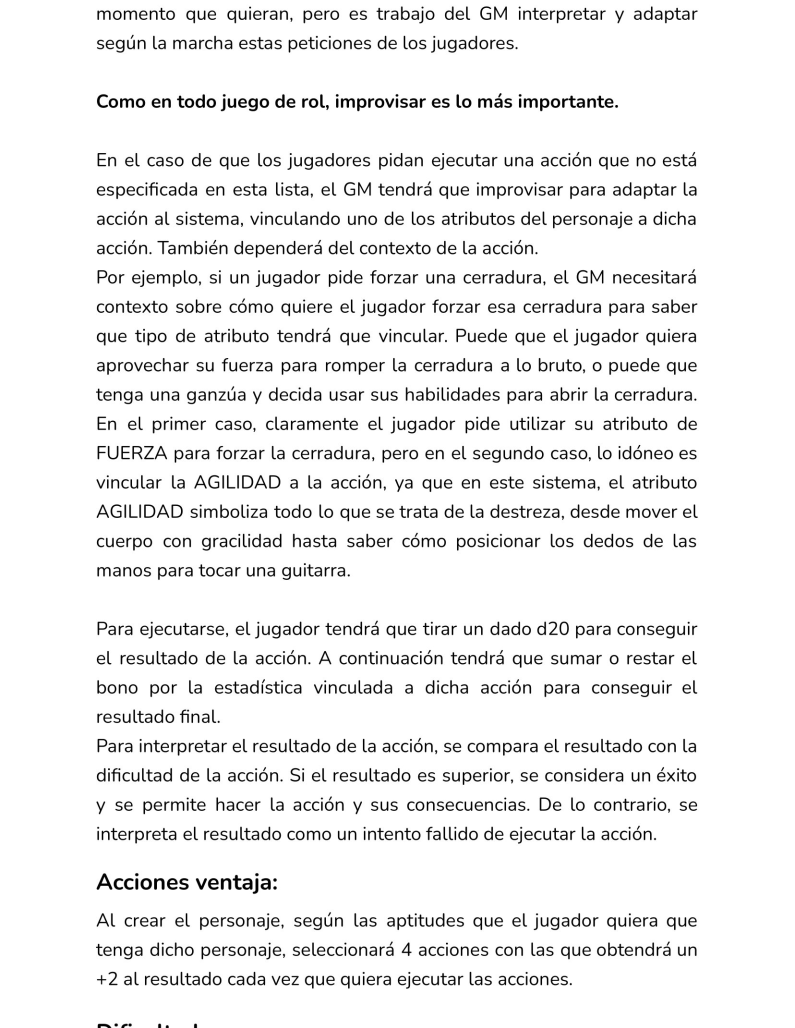 momento que quieran, pero es trabajo del GM interpretar y adaptar
según la marcha estas peticiones de los jugadores.
Como en todo juego de rol, improvisar es lo más importante.
En el caso de que los jugadores pidan ejecutar una acción que no está
especificada en esta lista, el GM tendrá que improvisar para adaptar la
acción al sistema, vinculando uno de los atributos del personaje a dicha
acción. También dependerá del contexto de la acción.
Por ejemplo, si un jugador pide forzar una cerradura, el GM necesitará
contexto sobre cómo quiere el jugador forzar esa cerradura para saber
que tipo de atributo tendrá que vincular. Puede que el jugador quiera
aprovechar su fuerza para romper la cerradura a lo bruto, o puede que
tenga una ganzúa y decida usar sus habilidades para abrir la cerradura.
En el primer caso, claramente el jugador pide utilizar su atributo de
FUERZA para forzar la cerradura, pero en el segundo caso, lo idóneo es
vincular la AGILIDAD a la acción, ya que en este sistema, el atributo
AGILIDAD simboliza todo lo que se trata de la destreza, desde mover el
cuerpo con gracilidad hasta saber cómo posicionar los dedos de las
manos para tocar una guitarra.
Para ejecutarse, el jugador tendrá que tirar un dado d20 para conseguir
el resultado de la acción. A continuación tendrá que sumar o restar el
bono por la estadística vinculada a dicha acción para conseguir el
resultado final.
Para interpretar el resultado de la acción, se compara el resultado con la
dificultad de la acción. Si el resultado es superior, se considera un éxito
y se permite hacer la acción y sus consecuencias. De lo contrario, se
interpreta el resultado como un intento fallido de ejecutar la acción.
Acciones ventaja:
Al crear el personaje, según las aptitudes que el jugador quiera que
tenga dicho personaje, seleccionará 4 acciones con las que obtendrá un
+2 al resultado cada vez que quiera ejecutar las acciones.